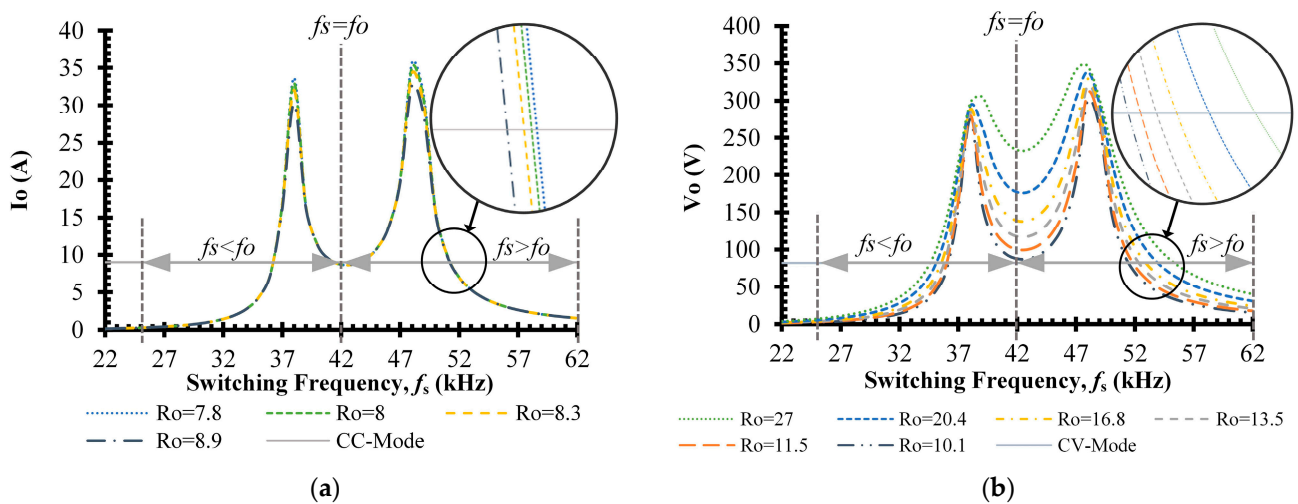 fs=fo
40
35
30
25
20
15
10
5
0
Io (A)
fs<fo
fs>fo
22 27 32 37 42 47 52 57 62
Switching Frequency, fs (kHz)
Ro=7.8 Ro=8 Ro=8.3
Ro=8.9 CC-Mode
(a)
fs=fo
400
350
300
250
200
150
100
50
0
Vo (V)
fs<fo
fs>fo
22 27 32 37 42 47 52 57 62
Switching Frequency, fs (kHz)
Ro=27 Ro=20.4 Ro=16.8 Ro=13.5
Ro=11.5 Ro=10.1 CV-Mode
(b)